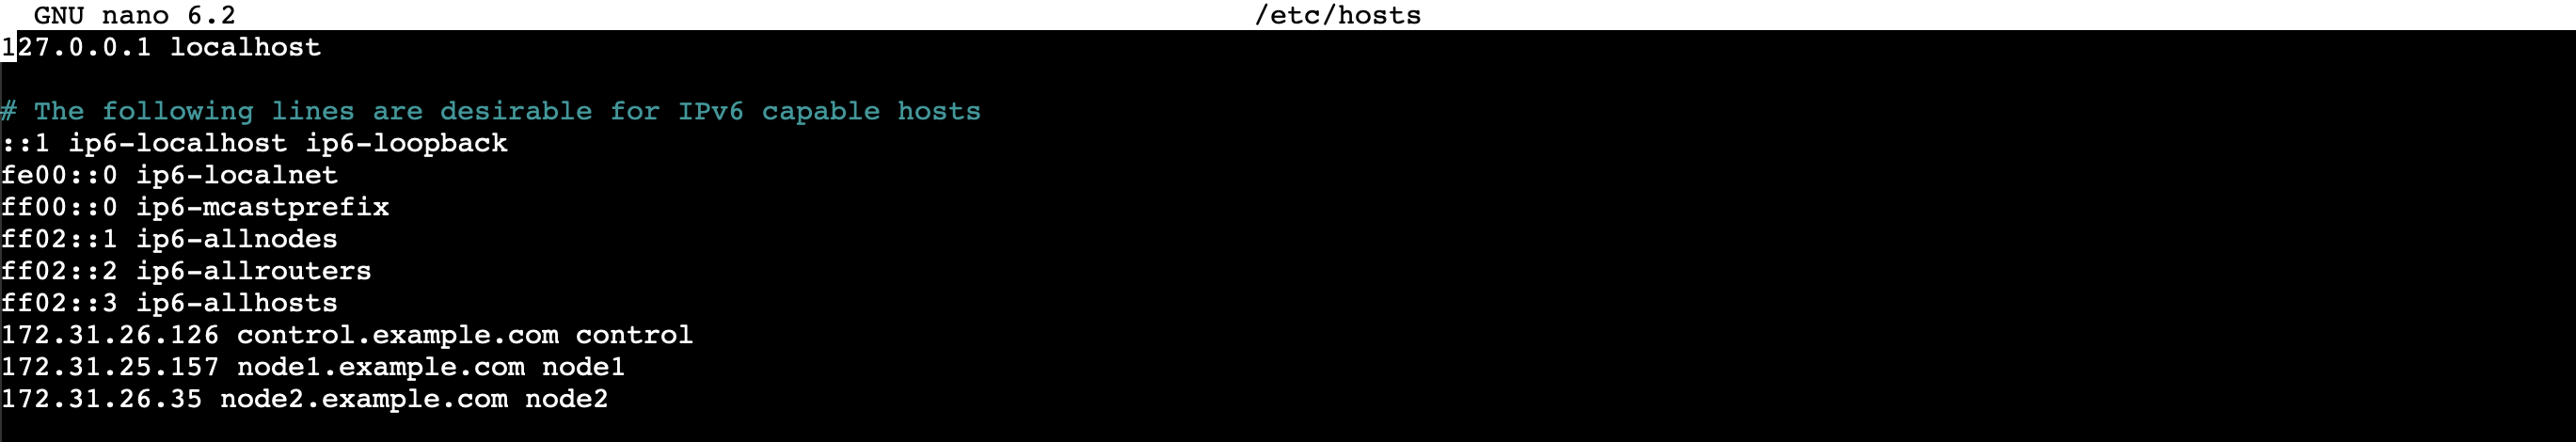 GNU nano 6.2 /etc/hosts
127.0.0.1 localhost
# The following lines are desirable for IPv6 capable hosts
::1 ip6-localhost ip6-loopback
fe00::0 ip6-localnet
ff00::0 ip6-mcastprefix
ff02::1 ip6-allnodes
ff02::2 ip6-allrouters
ff02::3 ip6-allhosts
172.31.26.126 control.example.com control
172.31.25.157 node1.example.com node1
172.31.26.35 node2.example.com node2